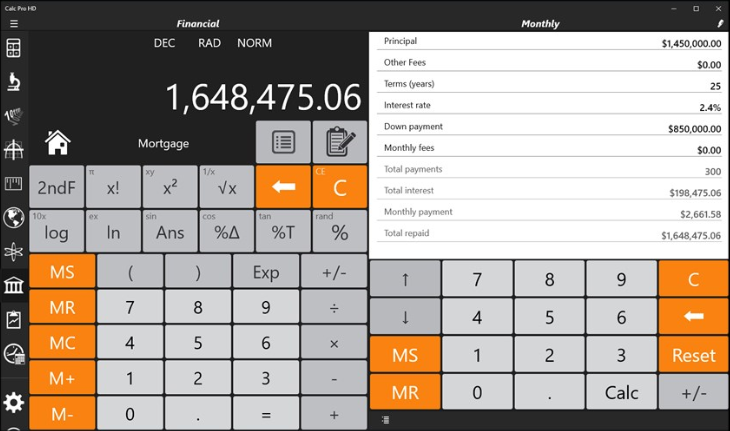 Calc Pro HD
Financial
Monthly
DEC RAD NORM
1,648,475.06
Mortgage
2ndF
π
x!
xy
x²
1/x
√x
CE
C
10x
log
ex
ln
sin
Ans
cos
%Δ
tan
%T
rand
%
MS ( ) Exp +/-
MR 7 8 9 ÷
MC 4 5 6 ×
M+ 1 2 3 -
M- 0 . = +
Principal $1,450,000.00
Other Fees $0.00
Terms (years) 25
Interest rate 2.4%
Down payment $850,000.00
Monthly fees $0.00
Total payments 300
Total interest $198,475.06
Monthly payment $2,661.58
Total repaid $1,648,475.06
↑ 7 8 9 C
↓ 4 5 6
MS 1 2 3 Reset
MR 0 . Calc +/-